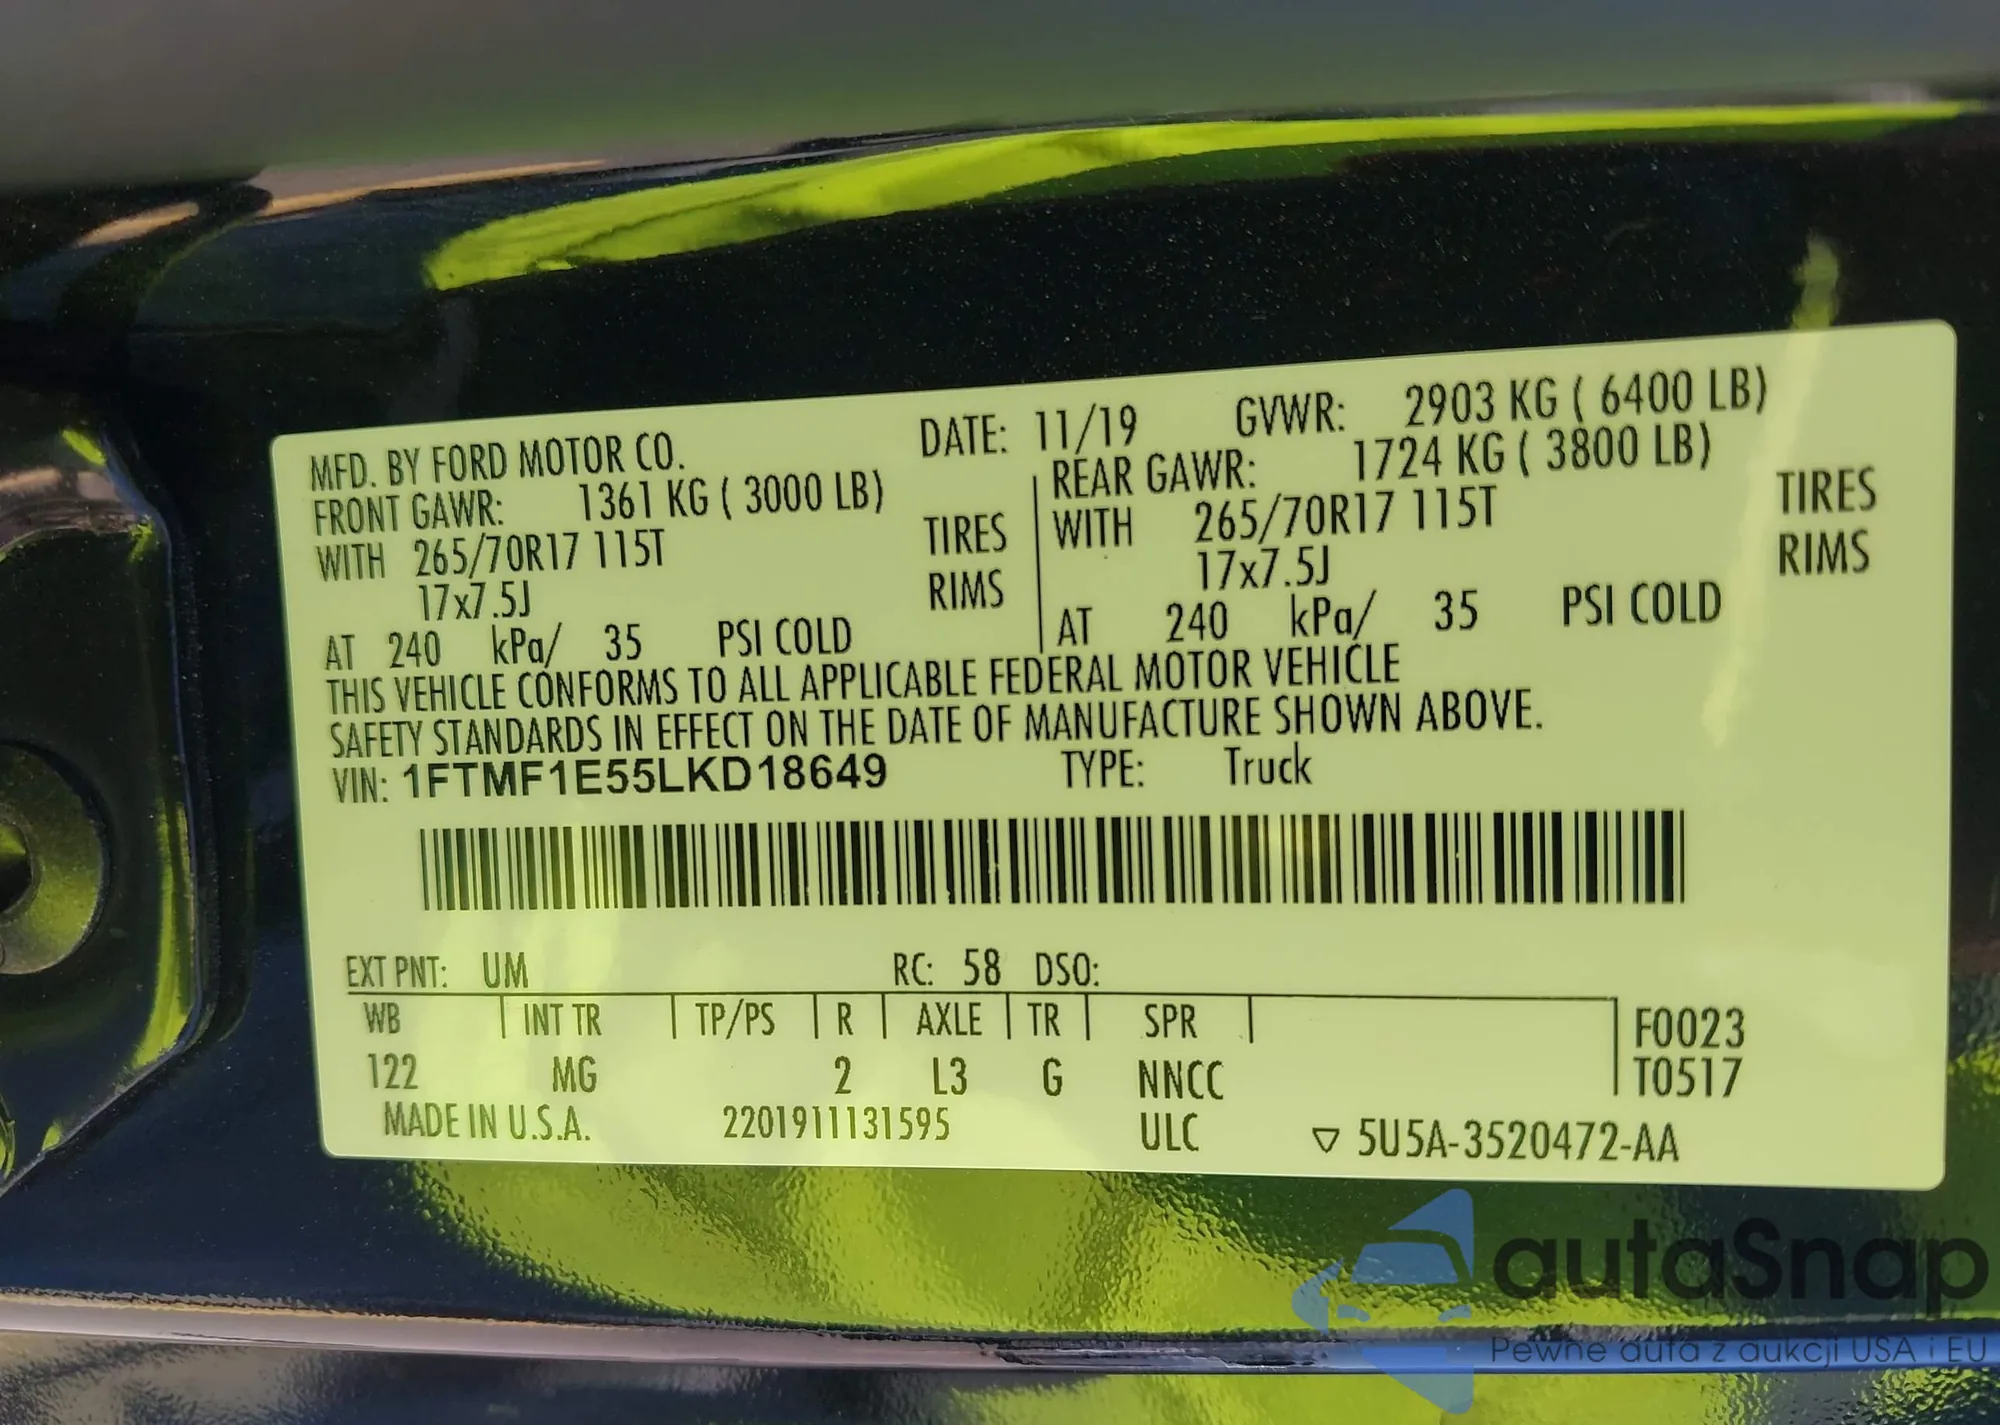 MFD. BY FORD MOTOR CO. DATE: 11/19 GVWR: 2903 KG ( 6400 LB)
FRONT GAWR: 1361 KG ( 3000 LB) REAR GAWR: 1724 KG ( 3800 LB)
WITH 265/70R17 115T TIRES WITH 265/70R17 115T TIRES
17x7.5J RIMS 17x7.5J RIMS
AT 240 kPa/ 35 PSI COLD AT 240 kPa/ 35 PSI COLD
THIS VEHICLE CONFORMS TO ALL APPLICABLE FEDERAL MOTOR VEHICLE
SAFETY STANDARDS IN EFFECT ON THE DATE OF MANUFACTURE SHOWN ABOVE.
VIN: 1FTMF1E55LKD18649 TYPE: Truck
EXT PNT: UM RC: 58 DSO:
WB INT TR TP/PS R AXLE TR SPR F0023
122 MG 2 L3 G NNCC T0517
MADE IN U.S.A. 2201911131595 ULC ▽ 5U5A-3520472-AA
autaSnap
Pewne auta z aukcji USA i EU